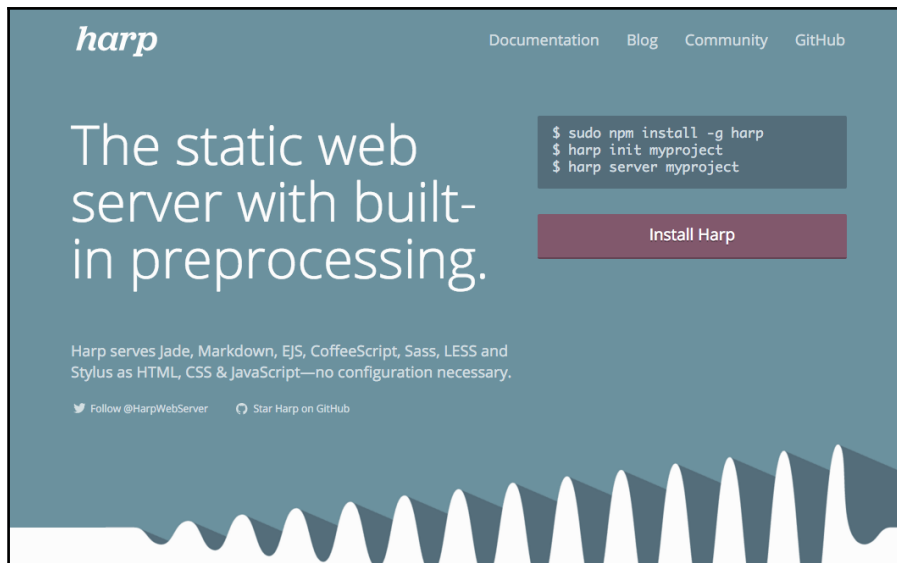 harp
Documentation Blog Community GitHub
The static web
server with built-
in preprocessing.
$ sudo npm install -g harp
$ harp init myproject
$ harp server myproject
Install Harp
Harp serves Jade, Markdown, EJS, CoffeeScript, Sass, LESS and
Stylus as HTML, CSS & JavaScript—no configuration necessary.
Follow @HarpWebServer Star Harp on GitHub